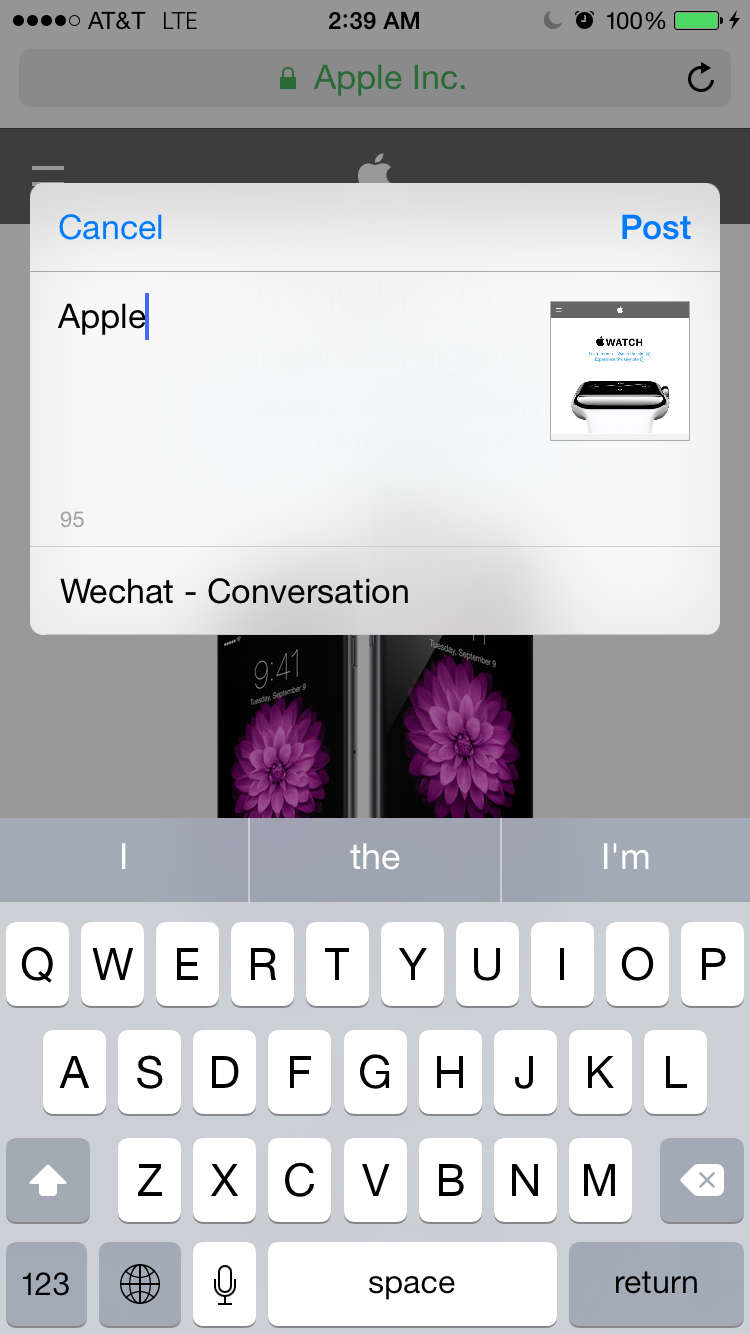 AT&T LTE 2:39 AM 100%
Apple Inc.
Cancel Post
Apple
WATCH
95
Wechat - Conversation
9:41
Tuesday, September 9
Tuesday, September 9
I the I'm
Q W E R T Y U I O P
A S D F G H J K L
Z X C V B N M
123 space return